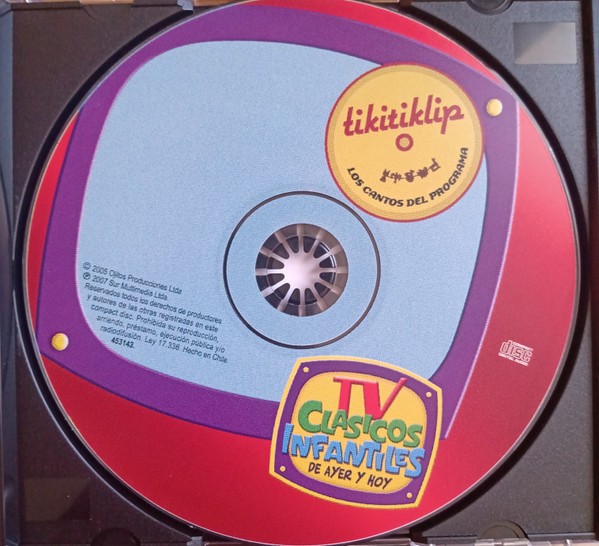 tikitiklip
LOS CANTOS DEL PROGRAMA
© 2005 Ojitos Producciones Ltda
℗ 2007 Sur Multimedia Ltda.
Reservados todos los derechos de productores
y autores de las obras registradas en este
compact disc. Prohibida su reproducción,
arriendo, préstamo, ejecución pública y/o
radiodifusión. Ley 17.336. Hecho en Chile.
453143.
disc
TV
CLASICOS
INFANTILES
DE AYER Y HOY